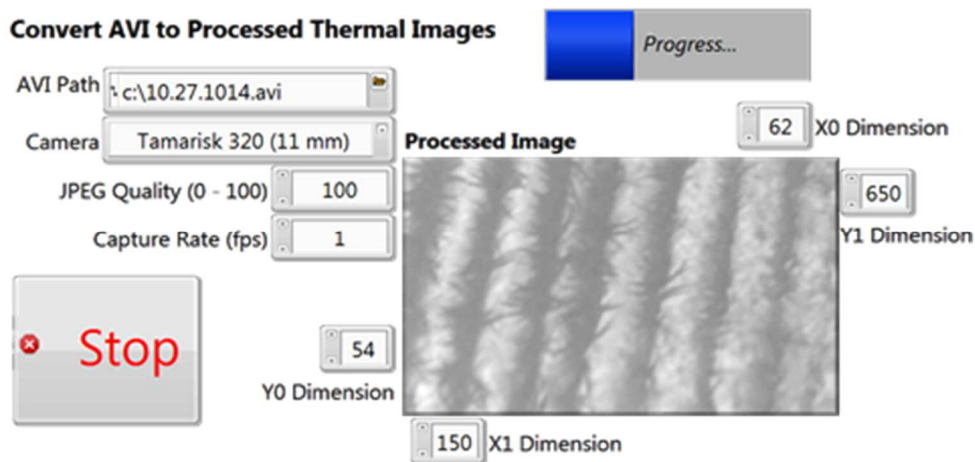 Convert AVI to Processed Thermal Images
Progress...
AVI Path
c:\10.27.1014.avi
Camera
Tamarisk 320 (11 mm)
JPEG Quality (0 - 100)
100
Capture Rate (fps)
1
Stop
Processed Image
62
X0 Dimension
650
Y1 Dimension
54
Y0 Dimension
150
X1 Dimension